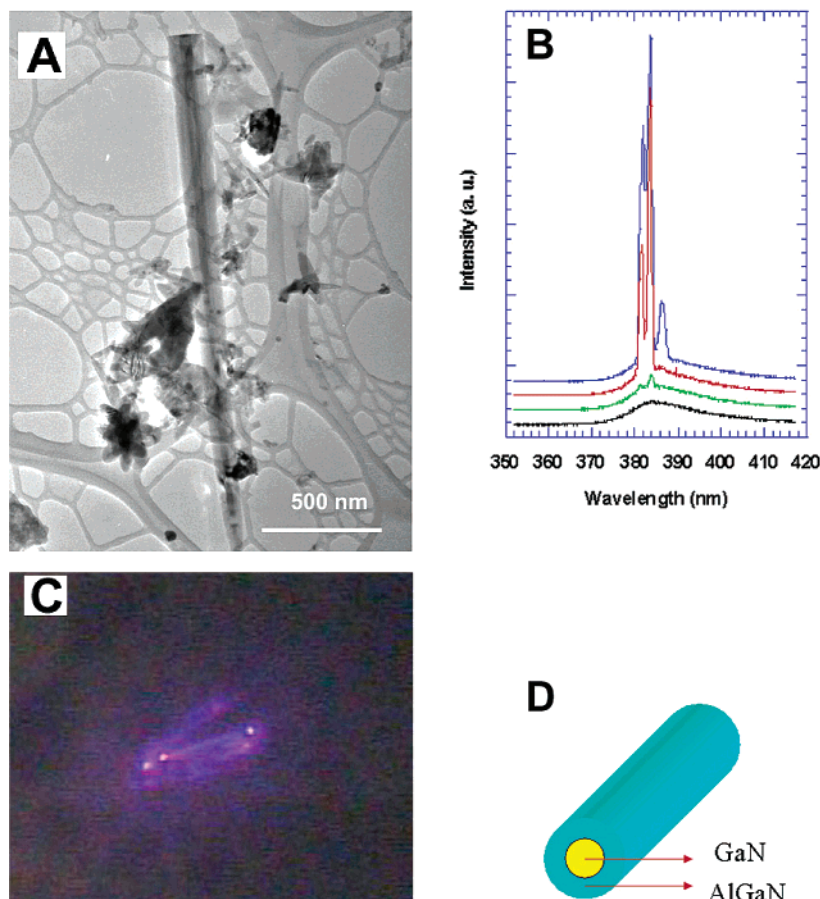 A
500 nm
B
Intensity (a. u.)
350 360 370 380 390 400 410 420
Wavelength (nm)
C
D
GaN
AlGaN